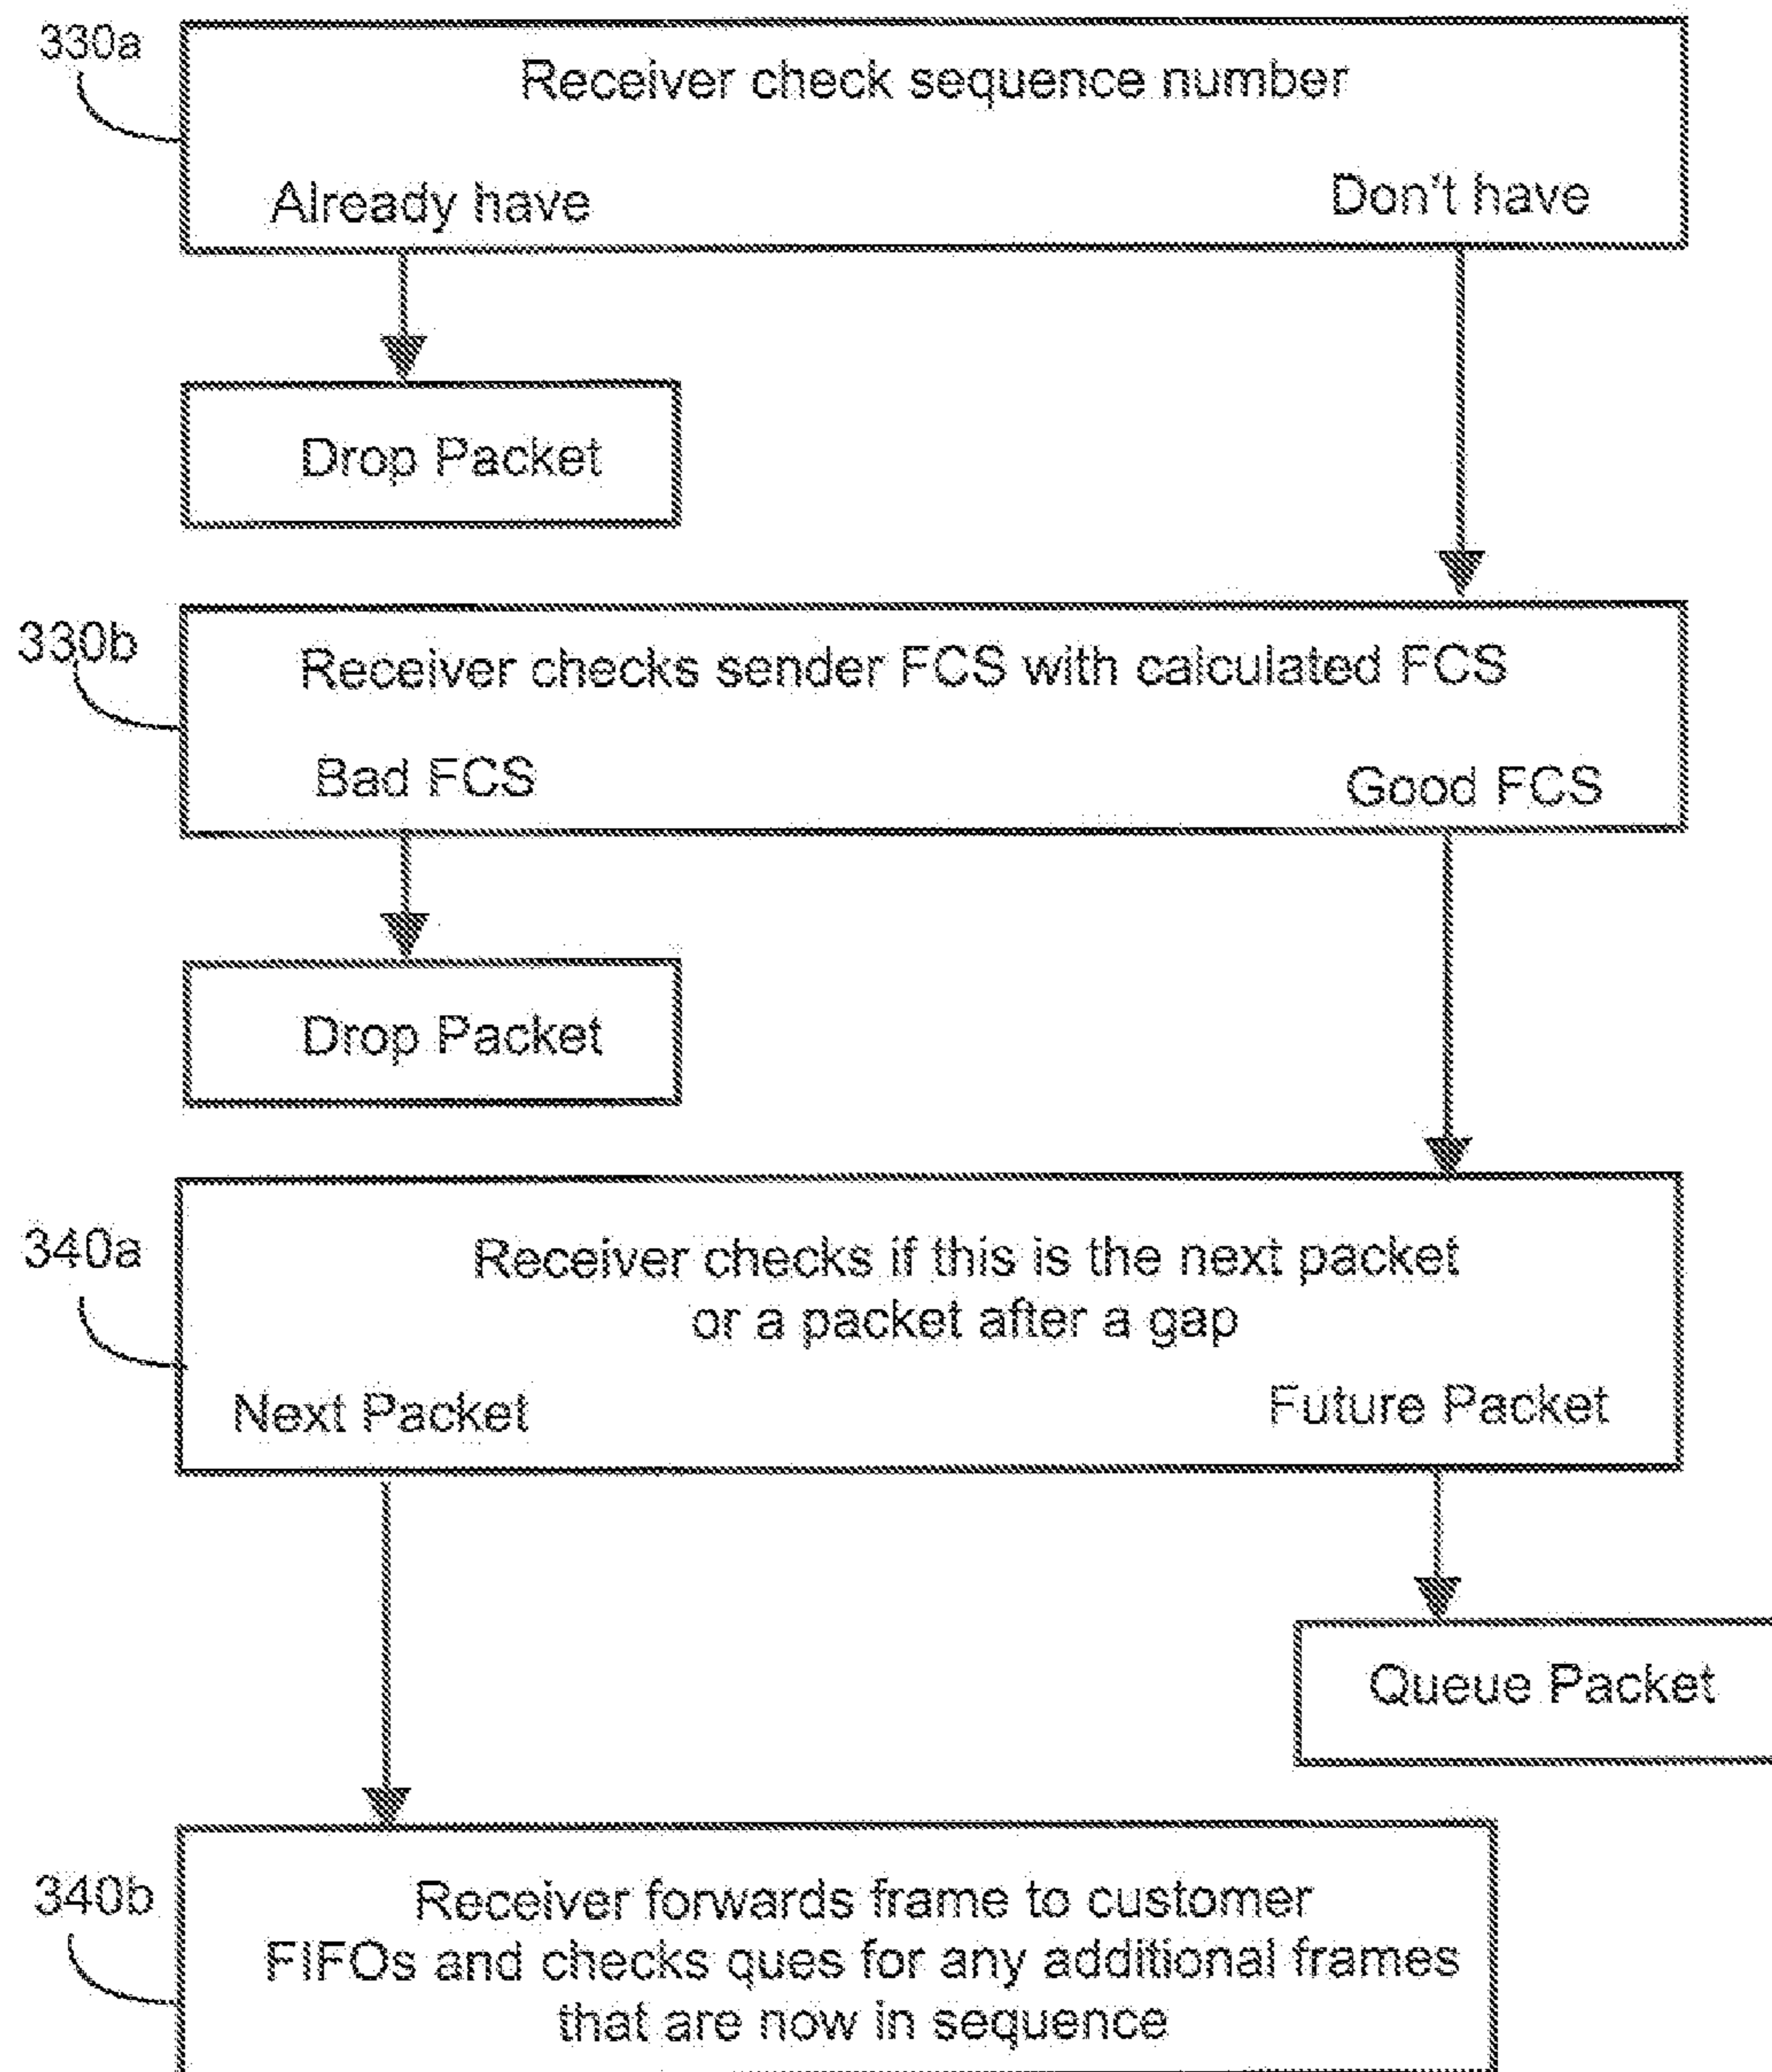 330a
Receiver check sequence number
Already have
Don't have
Drop Packet
330b
Receiver checks sender FCS with calculated FCS
Bad FCS
Good FCS
Drop Packet
340a
Receiver checks if this is the next packet
or a packet after a gap
Next Packet
Future Packet
Queue Packet
340b
Receiver forwards frame to customer
FIFOs and checks ques for any additional frames
that are now in sequence